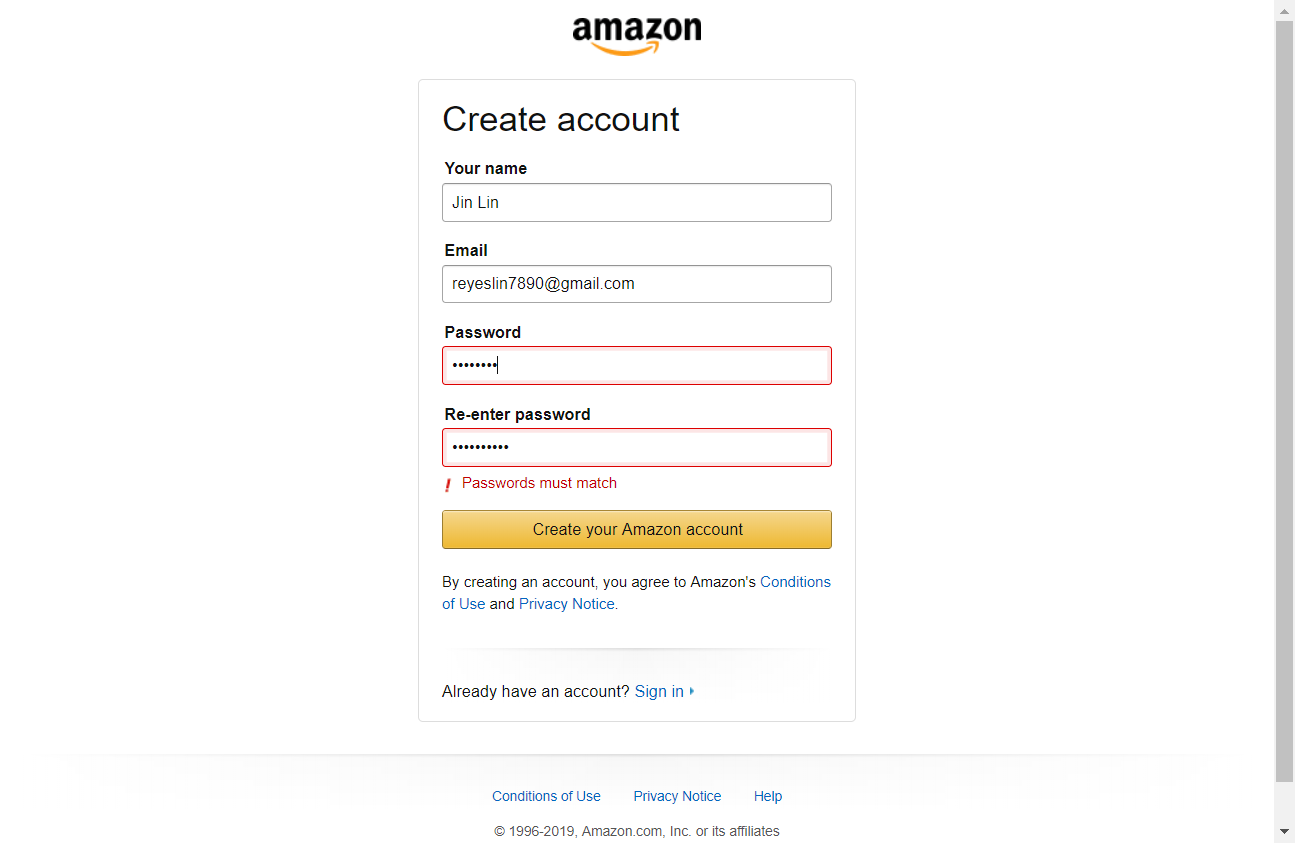 amazon
Create account
Your name
Jin Lin
Email
reyeslin7890@gmail.com
Password
••••••••
Re-enter password
••••••••••
! Passwords must match
Create your Amazon account
By creating an account, you agree to Amazon's Conditions
of Use and Privacy Notice.
Already have an account? Sign in
Conditions of Use Privacy Notice Help
© 1996-2019, Amazon.com, Inc. or its affiliates